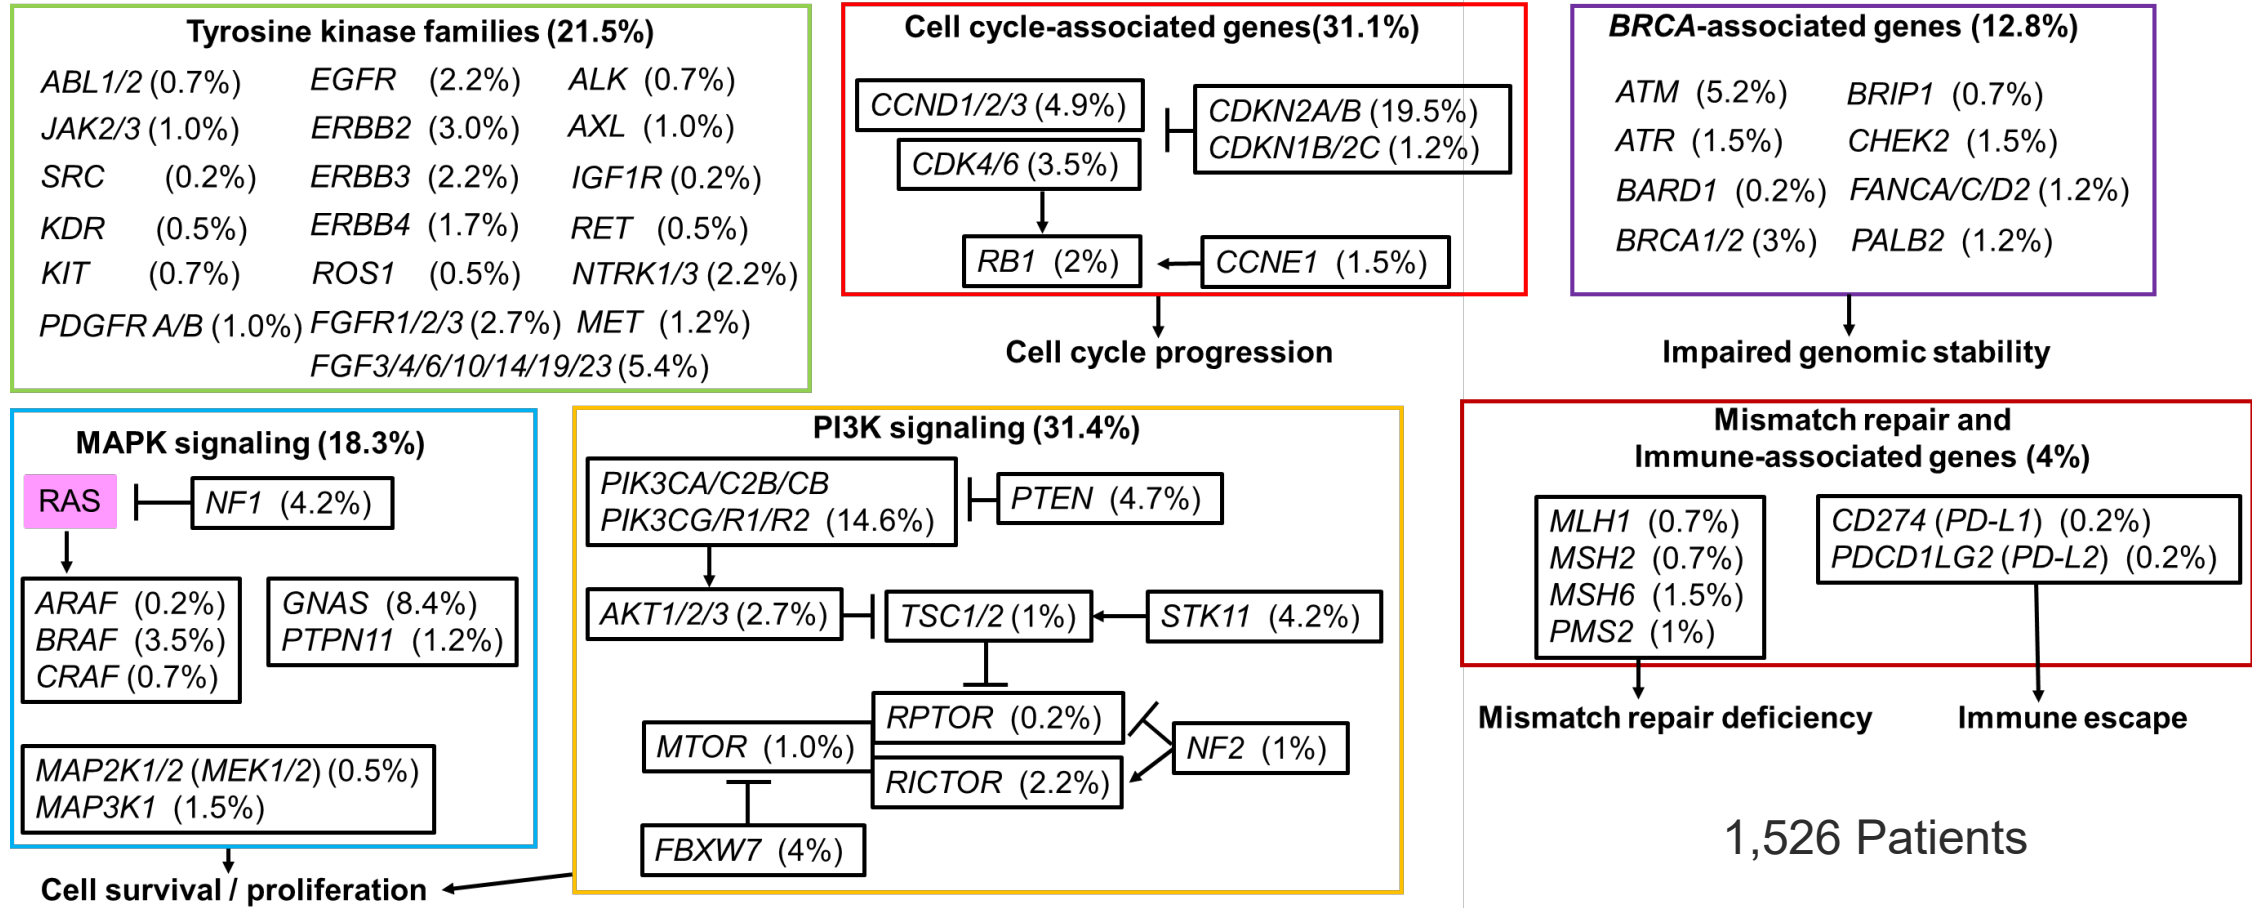 Tyrosine kinase families (21.5%)
ABL1/2 (0.7%) EGFR (2.2%) ALK (0.7%)
JAK2/3 (1.0%) ERBB2 (3.0%) AXL (1.0%)
SRC (0.2%) ERBB3 (2.2%) IGF1R (0.2%)
KDR (0.5%) ERBB4 (1.7%) RET (0.5%)
KIT (0.7%) ROS1 (0.5%) NTRK1/3 (2.2%)
PDGFR A/B (1.0%) FGFR1/2/3 (2.7%) MET (1.2%)
FGF3/4/6/10/14/19/23 (5.4%)
Cell cycle-associated genes(31.1%)
CCND1/2/3 (4.9%)
CDK4/6 (3.5%)
CDKN2A/B (19.5%)
CDKN1B/2C (1.2%)
RB1 (2%)
CCNE1 (1.5%)
Cell cycle progression
BRCA-associated genes (12.8%)
ATM (5.2%) BRIP1 (0.7%)
ATR (1.5%) CHEK2 (1.5%)
BARD1 (0.2%) FANCA/C/D2 (1.2%)
BRCA1/2 (3%) PALB2 (1.2%)
Impaired genomic stability
MAPK signaling (18.3%)
RAS
NF1 (4.2%)
ARAF (0.2%)
BRAF (3.5%)
CRAF (0.7%)
GNAS (8.4%)
PTPN11 (1.2%)
MAP2K1/2 (MEK1/2) (0.5%)
MAP3K1 (1.5%)
Cell survival / proliferation
PI3K signaling (31.4%)
PIK3CA/C2B/CB
PIK3CG/R1/R2 (14.6%)
PTEN (4.7%)
AKT1/2/3 (2.7%)
TSC1/2 (1%)
STK11 (4.2%)
RPTOR (0.2%)
MTOR (1.0%)
RICTOR (2.2%)
NF2 (1%)
FBXW7 (4%)
Mismatch repair and
Immune-associated genes (4%)
MLH1 (0.7%)
MSH2 (0.7%)
MSH6 (1.5%)
PMS2 (1%)
CD274 (PD-L1) (0.2%)
PDCD1LG2 (PD-L2) (0.2%)
Mismatch repair deficiency
Immune escape
1,526 Patients